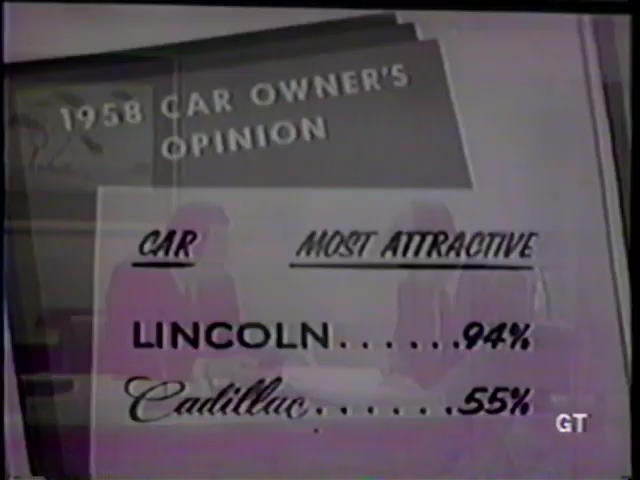 1958 CAR OWNER'S
OPINION
CAR MOST ATTRACTIVE
LINCOLN......94%
Cadillac.......55%
GT